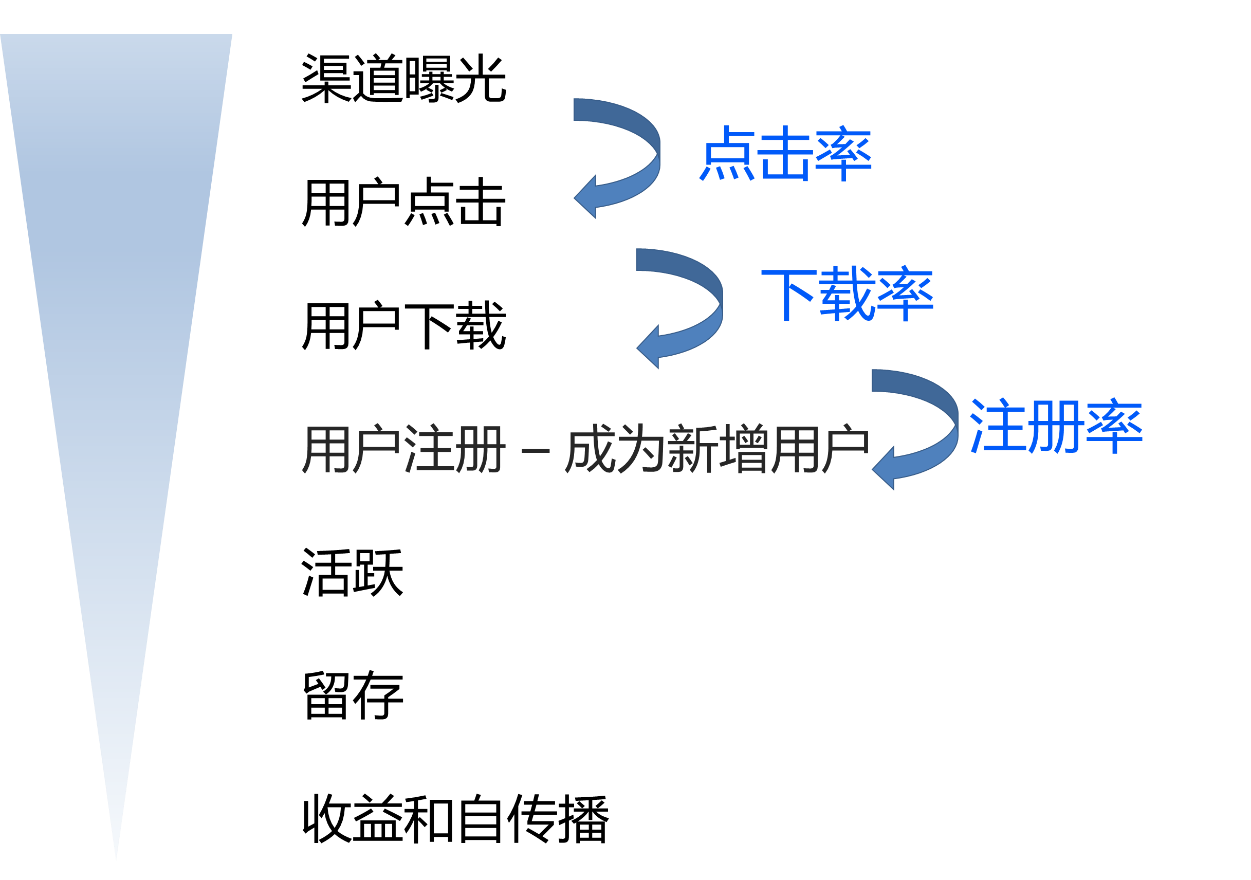 渠道曝光
点击率
用户点击
下载率
用户下载
注册率
用户注册 – 成为新增用户
活跃
留存
收益和自传播